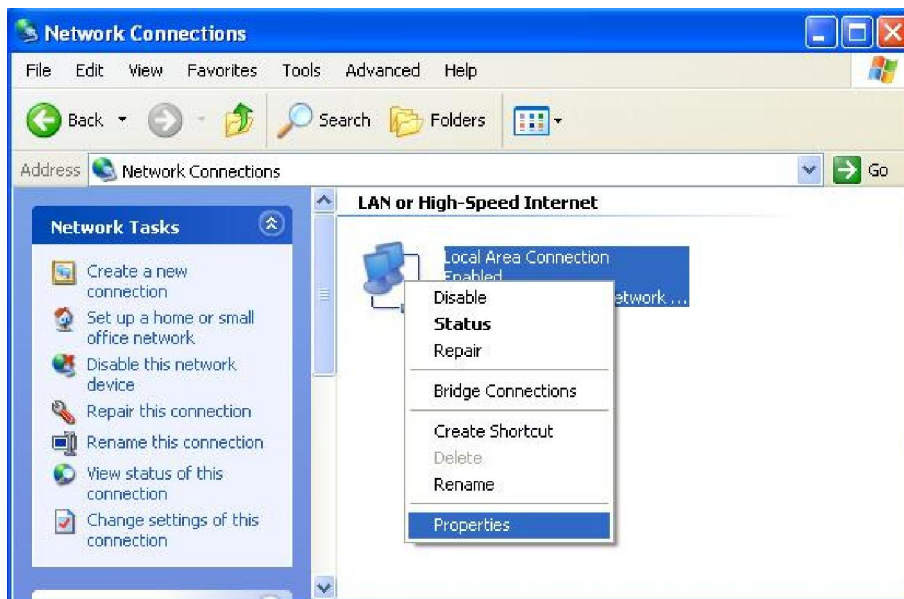 Network Connections
File Edit View Favorites Tools Advanced Help
Back Search Folders
Address Network Connections Go
Network Tasks
Create a new
connection
Set up a home or small
office network
Disable this network
device
Repair this connection
Rename this connection
View status of this
connection
Change settings of this
connection
LAN or High-Speed Internet
Local Area Connection
Enabled
etwork ...
Disable
Status
Repair
Bridge Connections
Create Shortcut
Delete
Rename
Properties